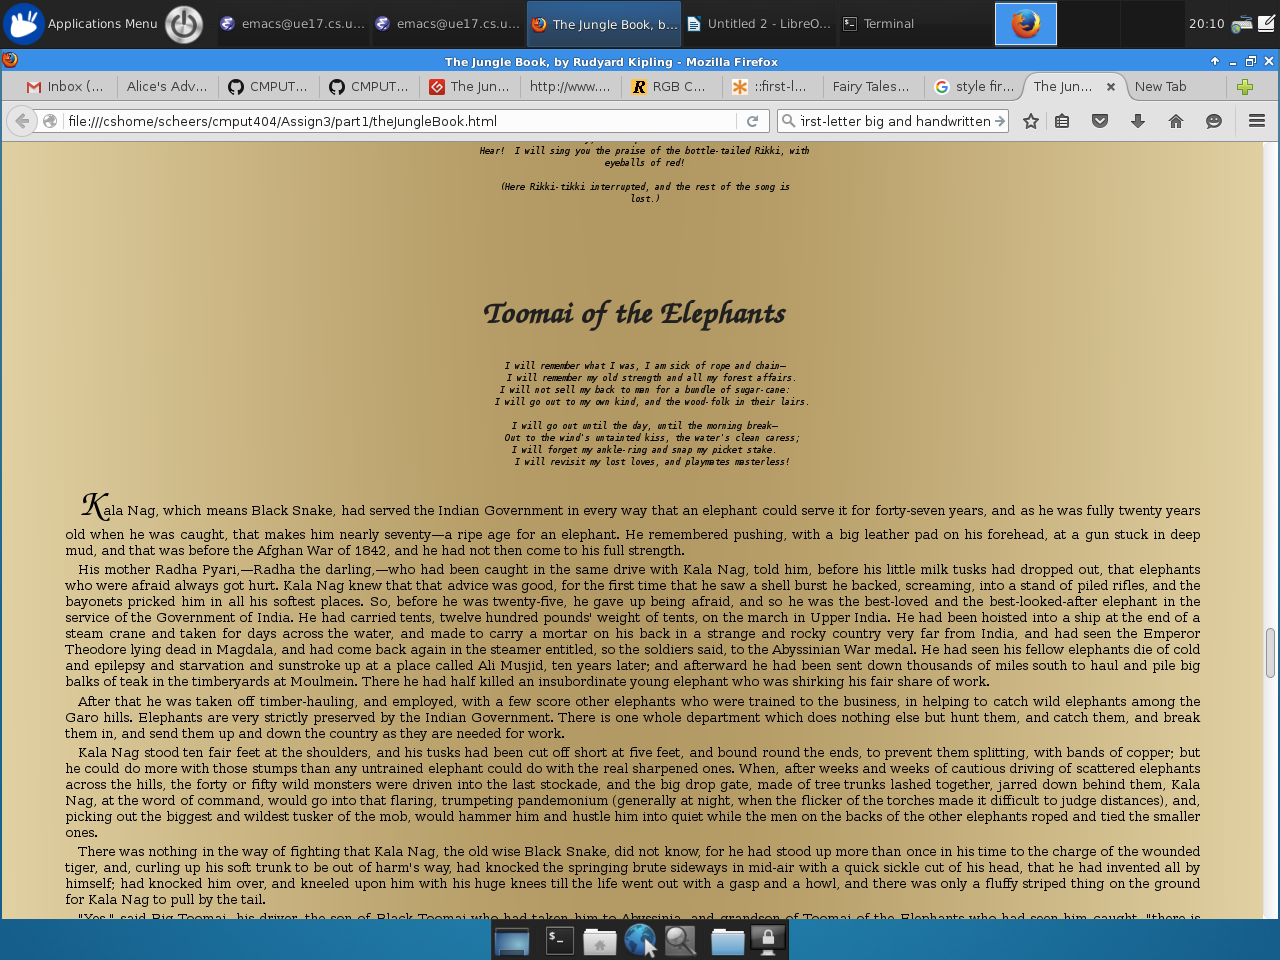 Applications Menu
emacs@ue17.cs.u...
emacs@ue17.cs.u...
The Jungle Book, b...
Untitled 2 - LibreO...
Terminal
20:10
The Jungle Book, by Rudyard Kipling - Mozilla Firefox
Inbox (...
Alice's Adv...
CMPUT...
CMPUT...
The Jun...
http://www....
RGB C...
::first-l...
Fairy Tales...
style fir...
The Jun...
New Tab
file:///cshome/scheers/cmput404/Assign3/part1/theJungleBook.html
first-letter big and handwritten
Hear! I will sing you the praise of the bottle-tailed Rikki, with
eyeballs of red!
(Here Rikki-tikki interrupted, and the rest of the song is
lost.)
Toomai of the Elephants
I will remember what I was, I am sick of rope and chain—
I will remember my old strength and all my forest affairs.
I will not sell my back to man for a bundle of sugar-cane:
I will go out to my own kind, and the wood-folk in their lairs.
I will go out until the day, until the morning break—
Out to the wind's untainted kiss, the water's clean caress;
I will forget my ankle-ring and snap my picket stake.
I will revisit my lost loves, and playmates masterless!
Kala Nag, which means Black Snake, had served the Indian Government in every way that an elephant could serve it for forty-seven years, and as he was fully twenty years
old when he was caught, that makes him nearly seventy—a ripe age for an elephant. He remembered pushing, with a big leather pad on his forehead, at a gun stuck in deep
mud, and that was before the Afghan War of 1842, and he had not then come to his full strength.
His mother Radha Pyari,—Radha the darling,—who had been caught in the same drive with Kala Nag, told him, before his little milk tusks had dropped out, that elephants
who were afraid always got hurt. Kala Nag knew that that advice was good, for the first time that he saw a shell burst he backed, screaming, into a stand of piled rifles, and the
bayonets pricked him in all his softest places. So, before he was twenty-five, he gave up being afraid, and so he was the best-loved and the best-looked-after elephant in the
service of the Government of India. He had carried tents, twelve hundred pounds' weight of tents, on the march in Upper India. He had been hoisted into a ship at the end of a
steam crane and taken for days across the water, and made to carry a mortar on his back in a strange and rocky country very far from India, and had seen the Emperor
Theodore lying dead in Magdala, and had come back again in the steamer entitled, so the soldiers said, to the Abyssinian War medal. He had seen his fellow elephants die of cold
and epilepsy and starvation and sunstroke up at a place called Ali Musjid, ten years later; and afterward he had been sent down thousands of miles south to haul and pile big
balks of teak in the timberyards at Moulmein. There he had half killed an insubordinate young elephant who was shirking his fair share of work.
After that he was taken off timber-hauling, and employed, with a few score other elephants who were trained to the business, in helping to catch wild elephants among the
Garo hills. Elephants are very strictly preserved by the Indian Government. There is one whole department which does nothing else but hunt them, and catch them, and break
them in, and send them up and down the country as they are needed for work.
Kala Nag stood ten fair feet at the shoulders, and his tusks had been cut off short at five feet, and bound round the ends, to prevent them splitting, with bands of copper; but
he could do more with those stumps than any untrained elephant could do with the real sharpened ones. When, after weeks and weeks of cautious driving of scattered elephants
across the hills, the forty or fifty wild monsters were driven into the last stockade, and the big drop gate, made of tree trunks lashed together, jarred down behind them, Kala
Nag, at the word of command, would go into that flaring, trumpeting pandemonium (generally at night, when the flicker of the torches made it difficult to judge distances), and,
picking out the biggest and wildest tusker of the mob, would hammer him and hustle him into quiet while the men on the backs of the other elephants roped and tied the smaller
ones.
There was nothing in the way of fighting that Kala Nag, the old wise Black Snake, did not know, for he had stood up more than once in his time to the charge of the wounded
tiger, and, curling up his soft trunk to be out of harm's way, had knocked the springing brute sideways in mid-air with a quick sickle cut of his head, that he had invented all by
himself; had knocked him over, and kneeled upon him with his huge knees till the life went out with a gasp and a howl, and there was only a fluffy striped thing on the ground
for Kala Nag to pull by the tail.
"Yes," said Big Toomai, his driver, the son of Black Toomai who had taken him to Abyssinia, and grandson of Toomai of the Elephants who had seen him caught, "there is